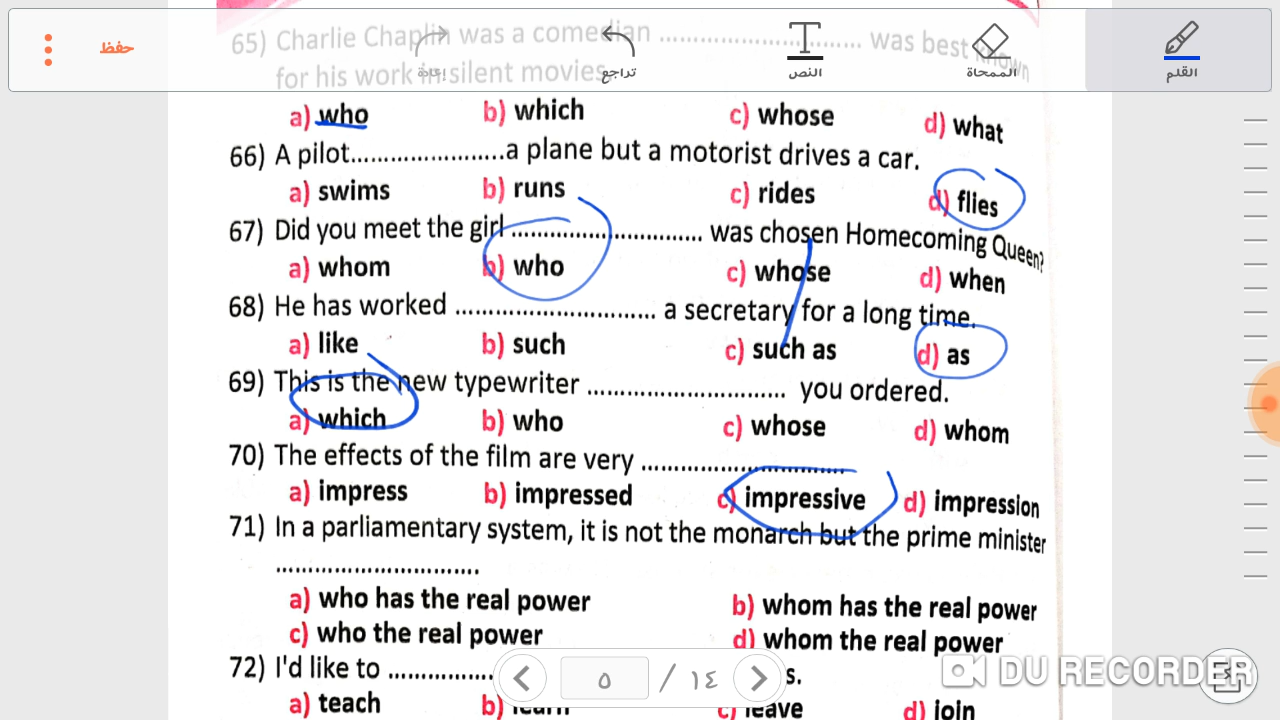 حفظ
إعادة
تراجع
النص
الممحاة
القلم
65) Charlie Chaplin was a comedian ................................ was best known
for his work in silent movies.
a) who b) which c) whose d) what
66) A pilot.......................a plane but a motorist drives a car.
a) swims b) runs c) rides d) flies
67) Did you meet the girl ............................. was chosen Homecoming Queen?
a) whom b) who c) whose d) when
68) He has worked .............................. a secretary for a long time.
a) like b) such c) such as d) as
69) This is the new typewriter .............................. you ordered.
a) which b) who c) whose d) whom
70) The effects of the film are very ...............................
a) impress b) impressed c) impressive d) impression
71) In a parliamentary system, it is not the monarch but the prime minister
...............................
a) who has the real power b) whom has the real power
c) who the real power d) whom the real power
72) I'd like to ................ s.
a) teach b) learn c) leave d) join
٥ / ١٤
DU RECORDER